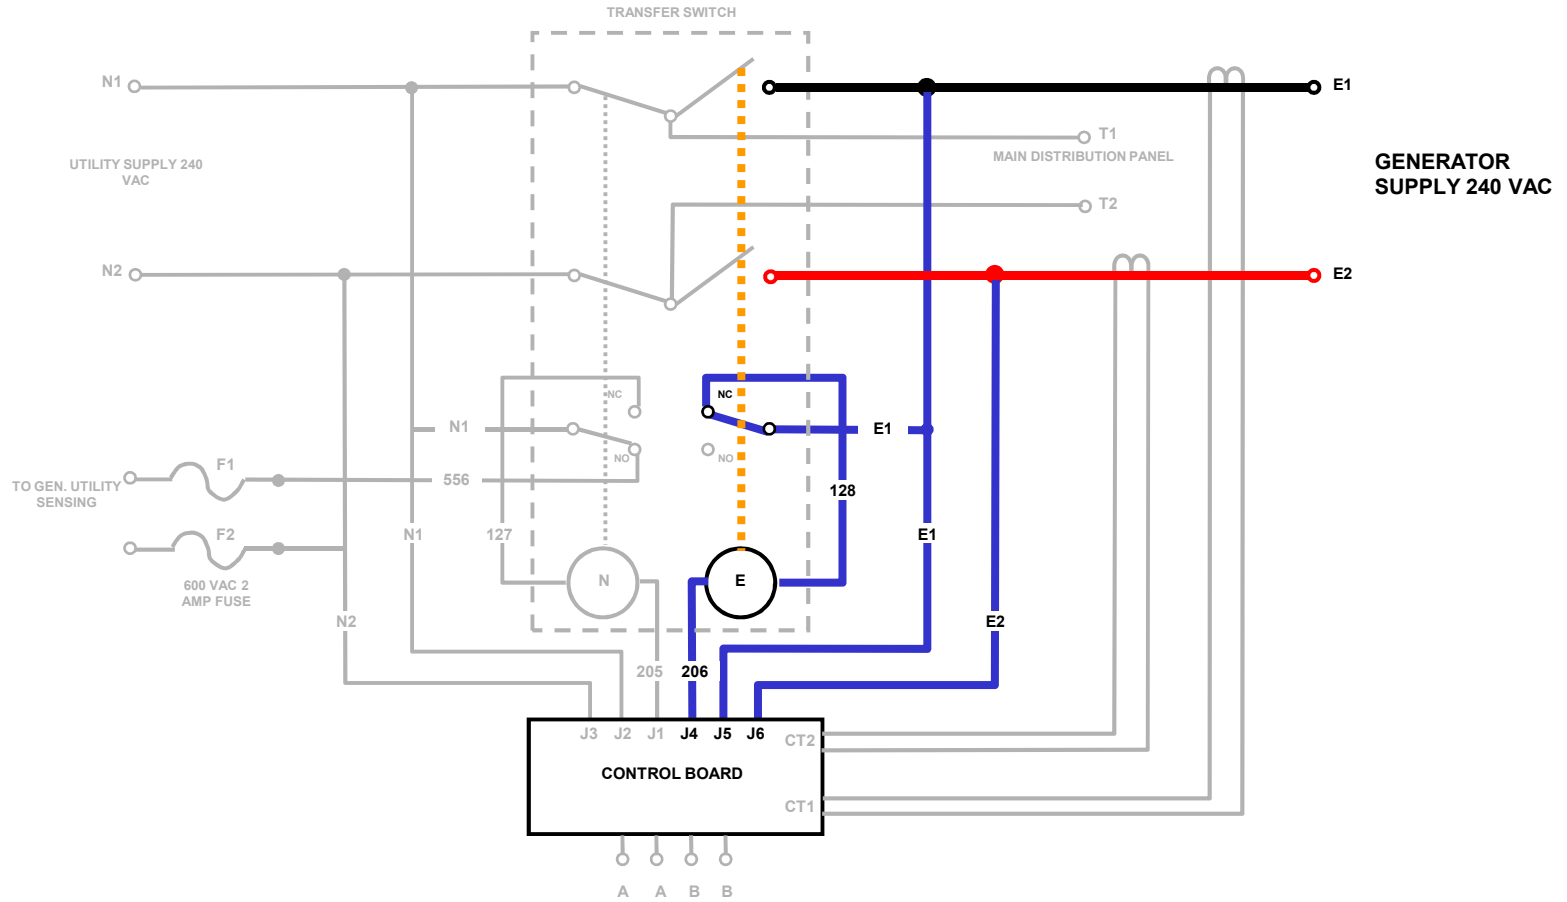 TRANSFER SWITCH
N1
E1
T1
MAIN DISTRIBUTION PANEL
UTILITY SUPPLY 240
VAC
GENERATOR
SUPPLY 240 VAC
T2
N2
E2
NC
NC
N1
E1
NO
NO
F1
556
128
TO GEN. UTILITY
SENSING
F2
N1
127
E1
600 VAC 2
AMP FUSE
N
E
N2
E2
205
206
J3
J2
J1
J4
J5
J6
CT2
CONTROL BOARD
CT1
A
A
B
B